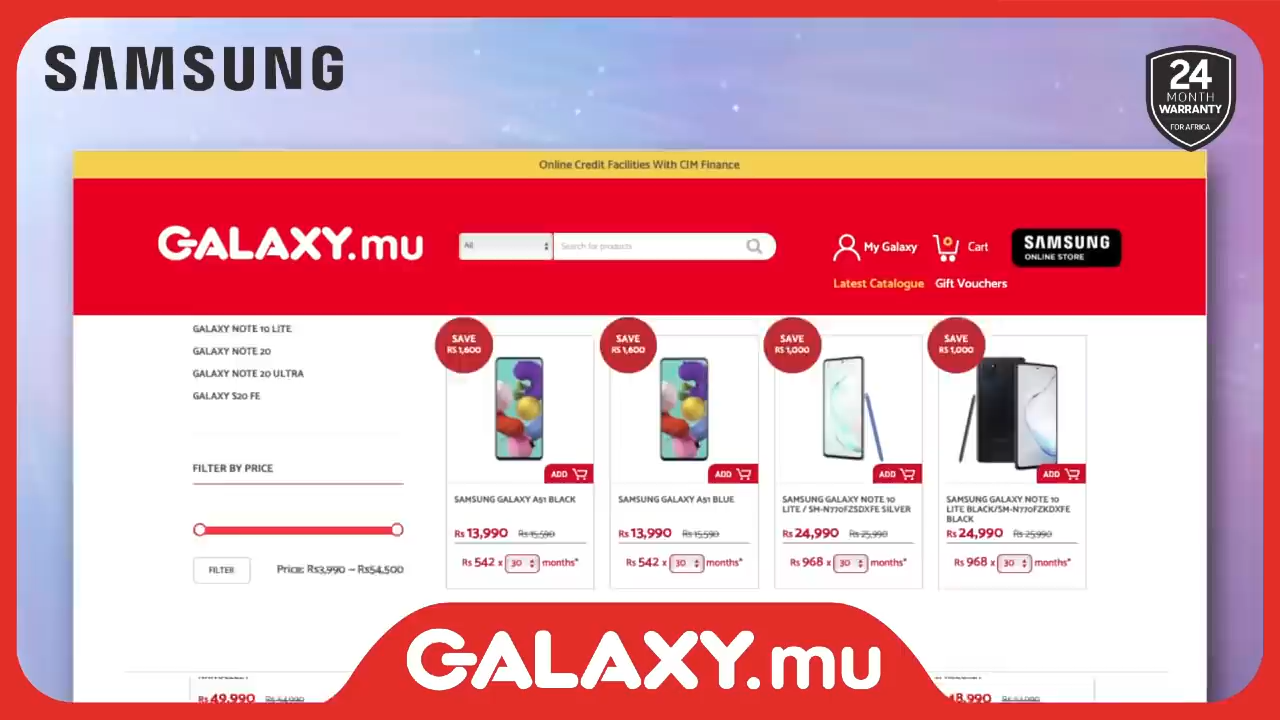 SAMSUNG
24
MONTH
WARRANTY
FOR AFRICA
Online Credit Facilities With CIM Finance
GALAXY.mu
All
Search for products
My Galaxy
0
Cart
SAMSUNG
ONLINE STORE
Latest Catalogue
Gift Vouchers
GALAXY NOTE 10 LITE
GALAXY NOTE 20
GALAXY NOTE 20 ULTRA
GALAXY S20 FE
FILTER BY PRICE
FILTER
Price: Rs3,990 — Rs54,500
SAVE
RS 1,600
ADD
SAMSUNG GALAXY A51 BLACK
Rs 13,990 Rs 15,590
Rs 542 x 30 months*
SAVE
RS 1,600
ADD
SAMSUNG GALAXY A51 BLUE
Rs 13,990 Rs 15,590
Rs 542 x 30 months*
SAVE
RS 1,000
ADD
SAMSUNG GALAXY NOTE 10
LITE / SM-N770FZSDXFE SILVER
Rs 24,990 Rs 25,990
Rs 968 x 30 months*
SAVE
RS 1,000
ADD
SAMSUNG GALAXY NOTE 10
LITE BLACK/SM-N770FZKDXFE
BLACK
Rs 24,990 Rs 25,990
Rs 968 x 30 months*
Rs 49,990 Rs 54,990
GALAXY.mu